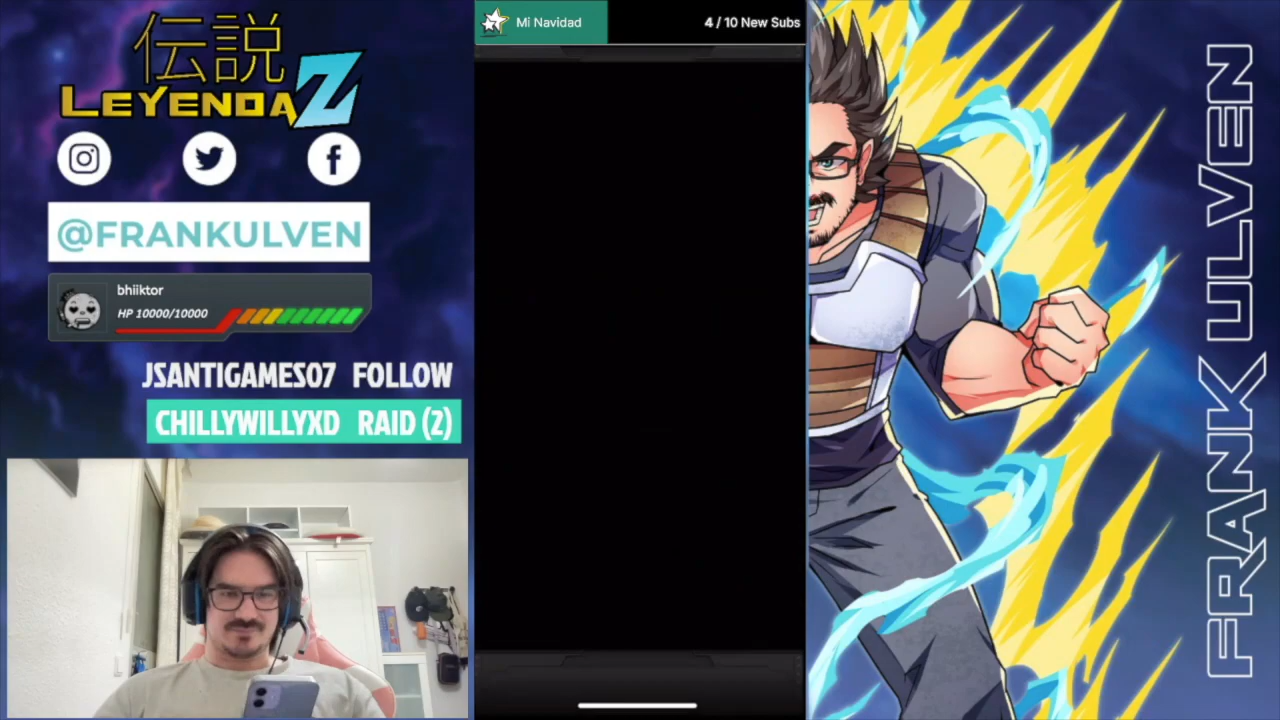 伝説
LEYENDA Z
@FRANKULVEN
bhiiktor
HP 10000/10000
JSANTIGAMES07 FOLLOW
CHILLYWILLYXD RAID (2)
Mi Navidad
4 / 10 New Subs
FRANK ULVEN